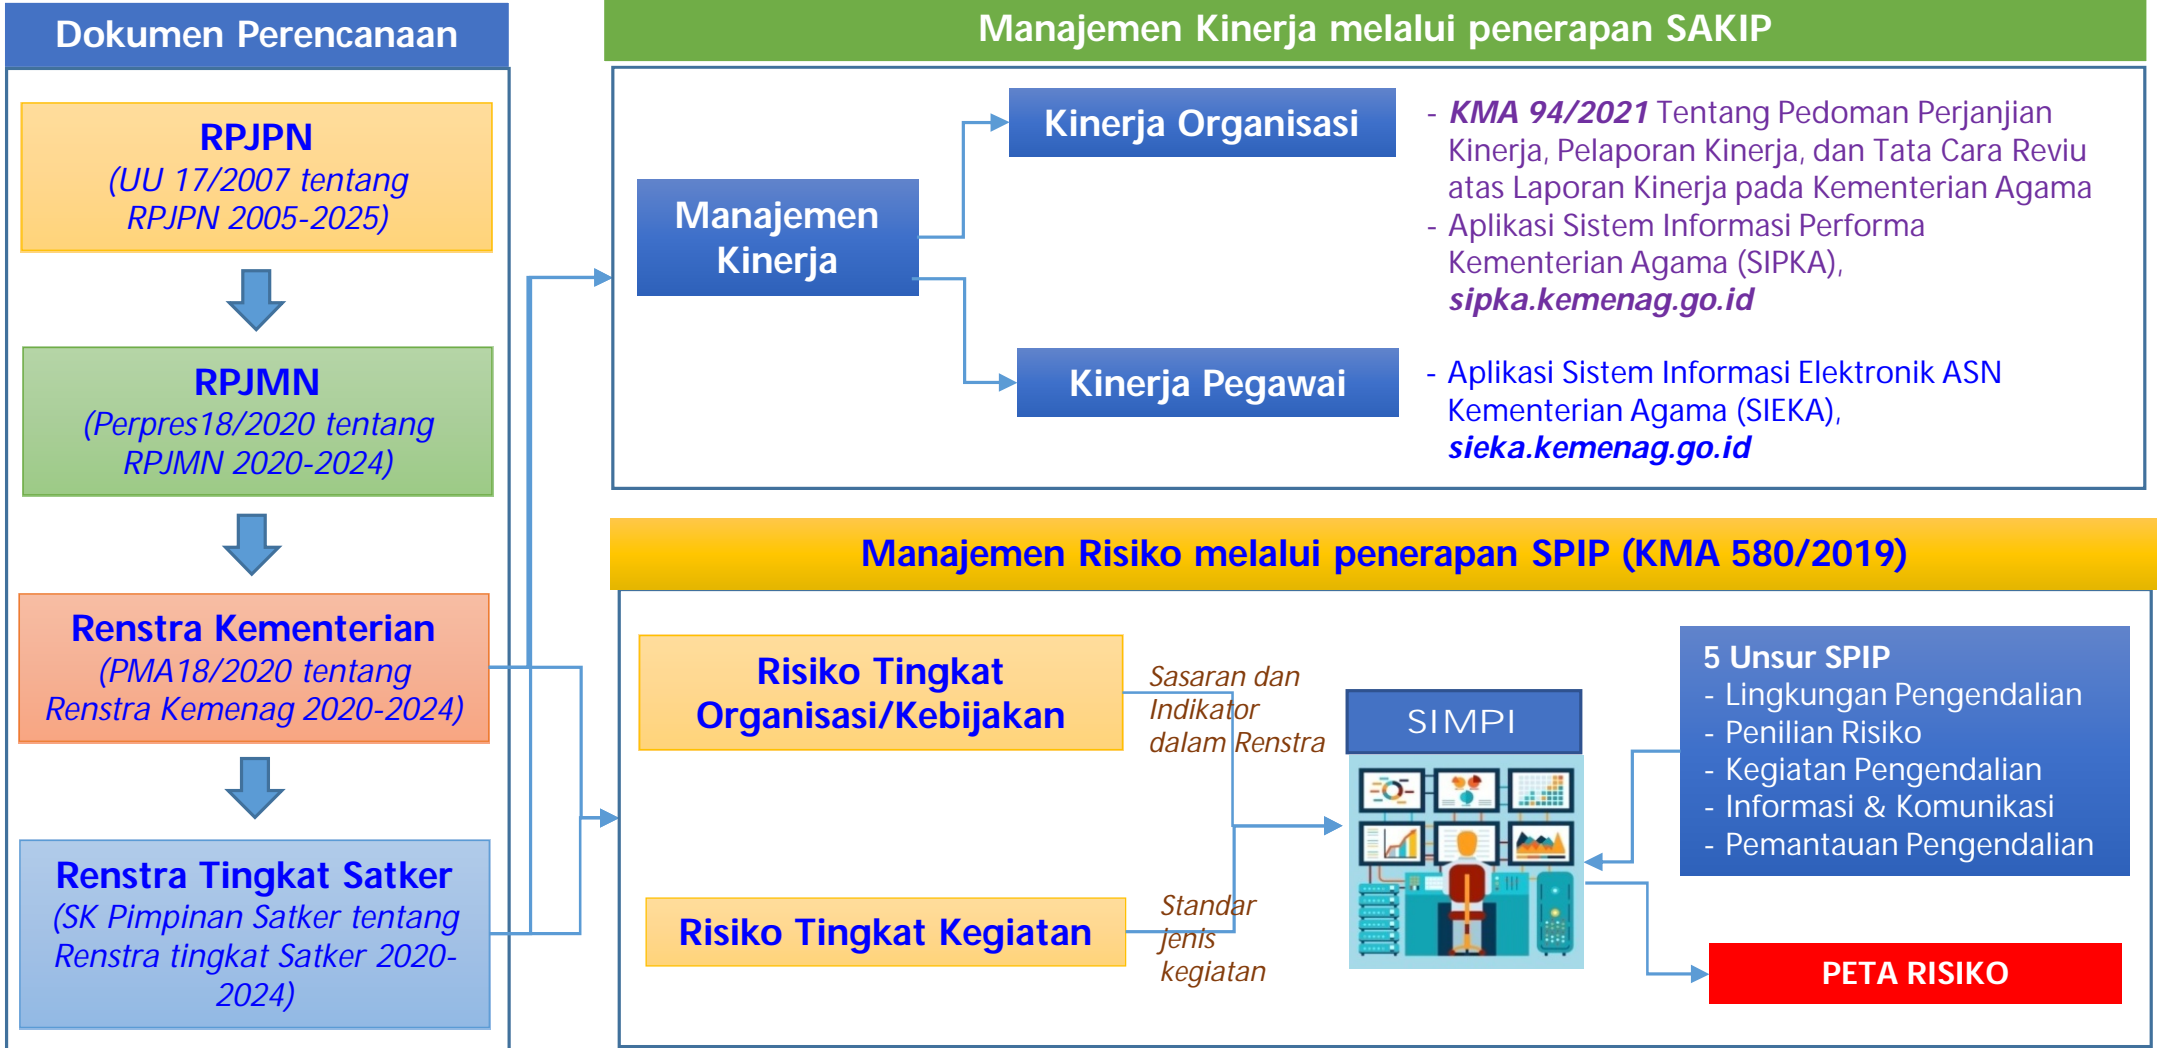 Dokumen Perencanaan
RPJPN
(UU 17/2007 tentang
RPJPN 2005-2025)
RPJMN
(Perpres18/2020 tentang
RPJMN 2020-2024)
Renstra Kementerian
(PMA18/2020 tentang
Renstra Kemenag 2020-2024)
Renstra Tingkat Satker
(SK Pimpinan Satker tentang
Renstra tingkat Satker 2020-
2024)
Manajemen Kinerja melalui penerapan SAKIP
Manajemen
Kinerja
Kinerja Organisasi
- KMA 94/2021 Tentang Pedoman Perjanjian
Kinerja, Pelaporan Kinerja, dan Tata Cara Reviu
atas Laporan Kinerja pada Kementerian Agama
- Aplikasi Sistem Informasi Performa
Kementerian Agama (SIPKA),
sipka.kemenag.go.id
Kinerja Pegawai
- Aplikasi Sistem Informasi Elektronik ASN
Kementerian Agama (SIEKA),
sieka.kemenag.go.id
Manajemen Risiko melalui penerapan SPIP (KMA 580/2019)
Risiko Tingkat
Organisasi/Kebijakan
Sasaran dan
Indikator
dalam Renstra
Risiko Tingkat Kegiatan
Standar
jenis
kegiatan
SIMPI
5 Unsur SPIP
- Lingkungan Pengendalian
- Penilian Risiko
- Kegiatan Pengendalian
- Informasi & Komunikasi
- Pemantauan Pengendalian
PETA RISIKO